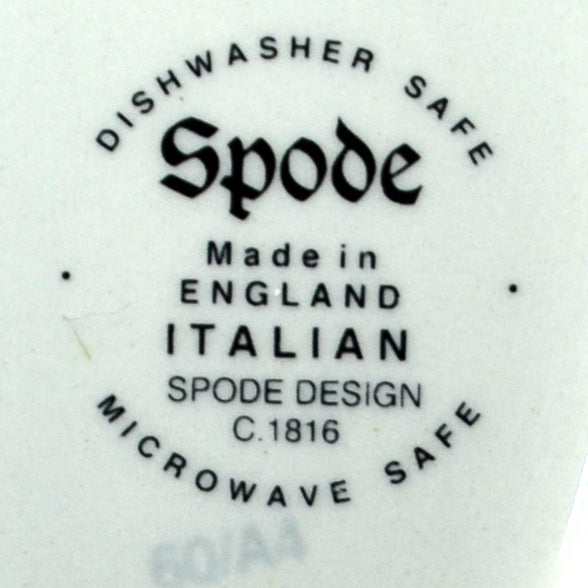 DISHWASHER SAFE
Spode
Made in
ENGLAND
ITALIAN
SPODE DESIGN
C.1816
MICROWAVE SAFE